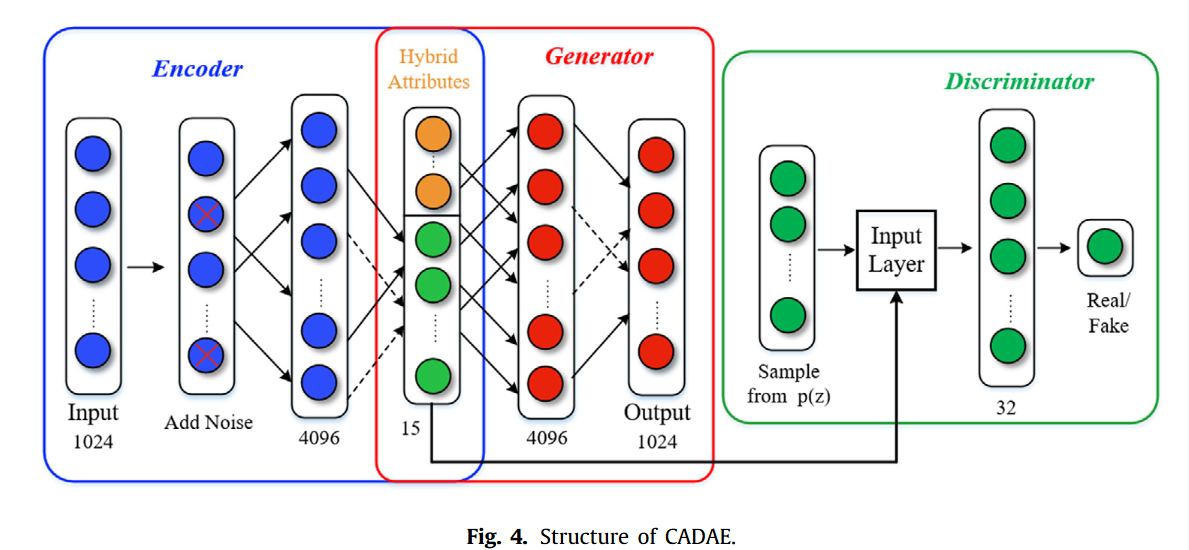 Encoder
Hybrid
Attributes
Generator
Discriminator
Input
1024
Add Noise
4096
15
4096
Output
1024
Sample
from p(z)
Input
Layer
32
Real/
Fake
Fig. 4. Structure of CADAE.